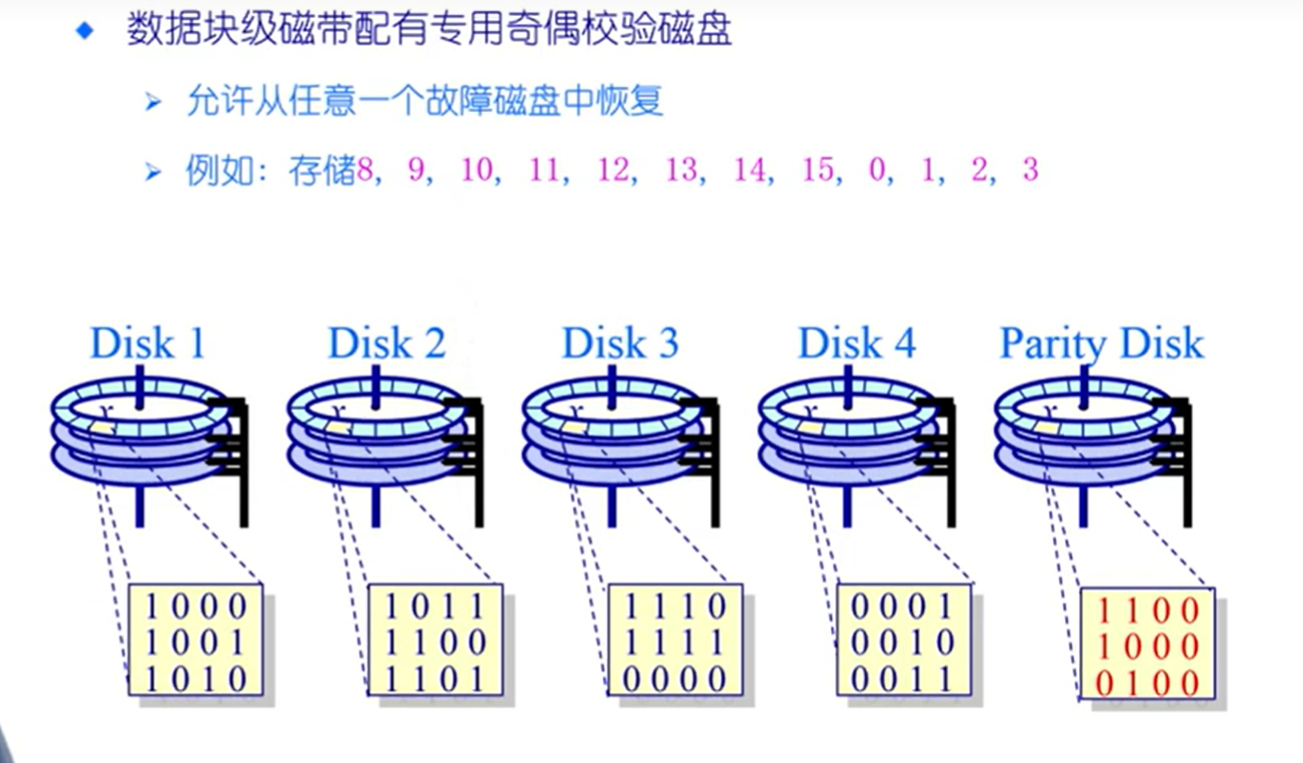 数据块级磁带配有专用奇偶校验磁盘
允许从任意一个故障磁盘中恢复
例如：存储8，9，10，11，12，13，14，15，0，1，2，3
Disk 1
Disk 2
Disk 3
Disk 4
Parity Disk
x
x
x
x
x
1 0 0 0
1 0 0 1
1 0 1 0
1 0 1 1
1 1 0 0
1 1 0 1
1 1 1 0
1 1 1 1
0 0 0 0
0 0 0 1
0 0 1 0
0 0 1 1
1 1 0 0
1 0 0 0
0 1 0 0